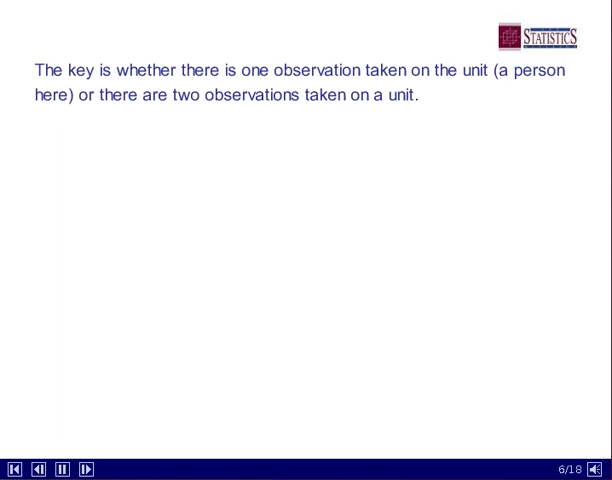 STATISTICS
The key is whether there is one observation taken on the unit (a person
here) or there are two observations taken on a unit.
6/18